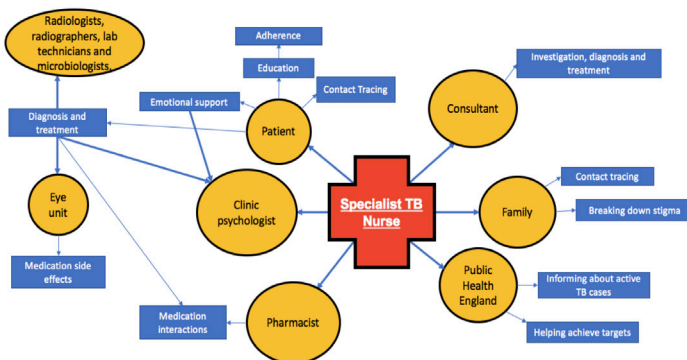 Radiologists,
radiographers, lab
technicians and
microbiologists,
Adherence
Education
Contact Tracing
Emotional support
Patient
Diagnosis and
treatment
Investigation, diagnosis and
treatment
Consultant
Eye
unit
Clinic
psychologist
Specialist TB
Nurse
Contact tracing
Family
Breaking down stigma
Medication side
effects
Public
Health
England
Informing about active
TB cases
Medication
interactions
Pharmacist
Helping achieve targets